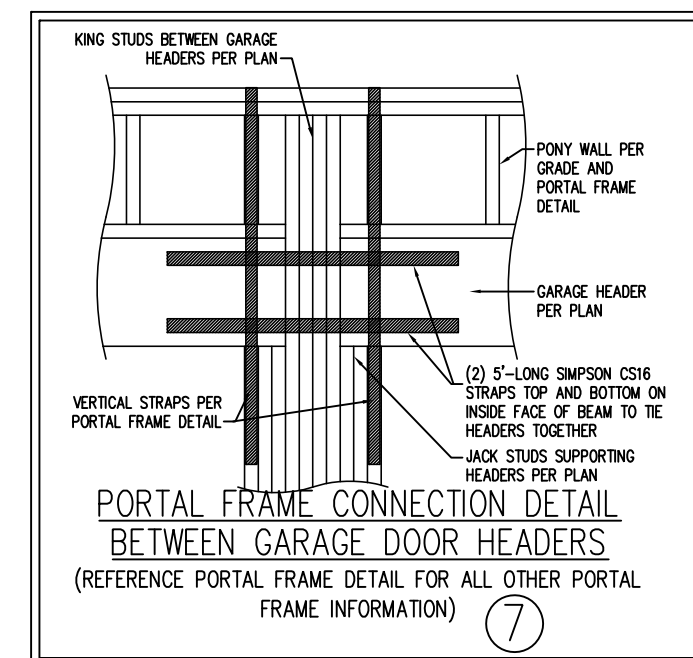 KING STUDS BETWEEN GARAGE
HEADERS PER PLAN
PONY WALL PER
GRADE AND
PORTAL FRAME
DETAIL
GARAGE HEADER
PER PLAN
(2) 5'-LONG SIMPSON CS16
STRAPS TOP AND BOTTOM ON
INSIDE FACE OF BEAM TO TIE
HEADERS TOGETHER
VERTICAL STRAPS PER
PORTAL FRAME DETAIL
JACK STUDS SUPPORTING
HEADERS PER PLAN
PORTAL FRAME CONNECTION DETAIL
BETWEEN GARAGE DOOR HEADERS
(REFERENCE PORTAL FRAME DETAIL FOR ALL OTHER PORTAL
FRAME INFORMATION)
7